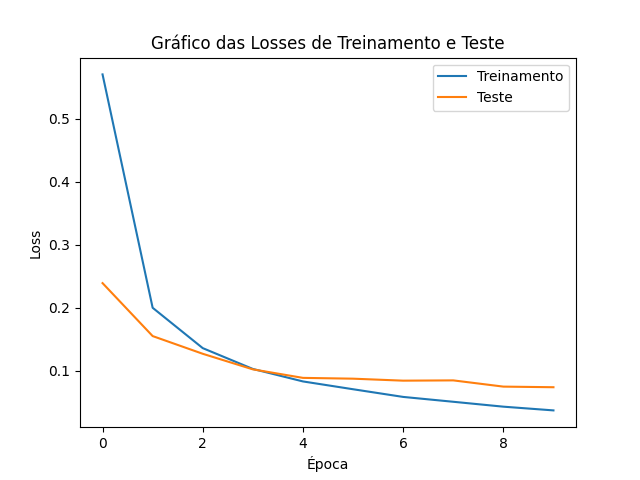 Gráfico das Losses de Treinamento e Teste
Treinamento
Teste
0.5
0.4
0.3
0.2
0.1
Loss
0 2 4 6 8
Época